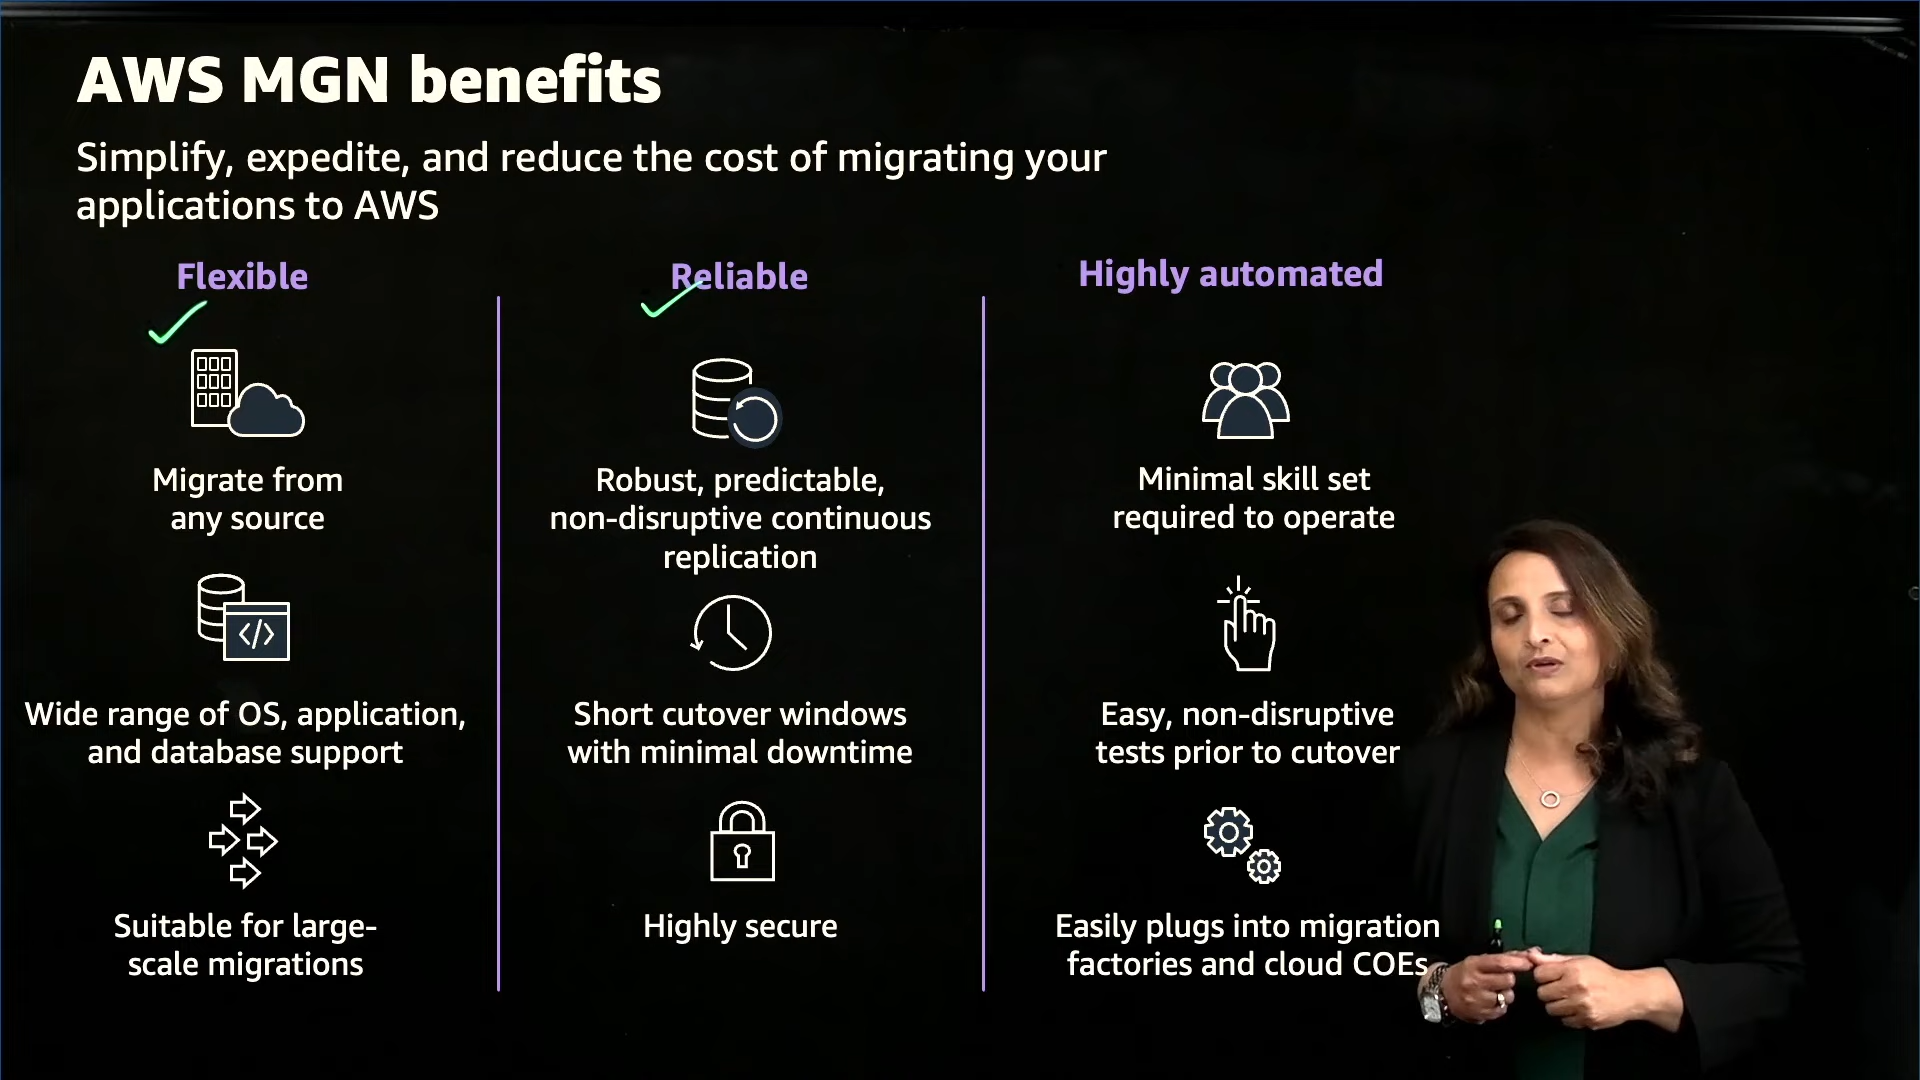 AWS MGN benefits
Simplify, expedite, and reduce the cost of migrating your
applications to AWS
Flexible
Migrate from
any source
Wide range of OS, application,
and database support
Suitable for large-
scale migrations
Reliable
Robust, predictable,
non-disruptive continuous
replication
Short cutover windows
with minimal downtime
Highly secure
Highly automated
Minimal skill set
required to operate
Easy, non-disruptive
tests prior to cutover
Easily plugs into migration
factories and cloud COEs